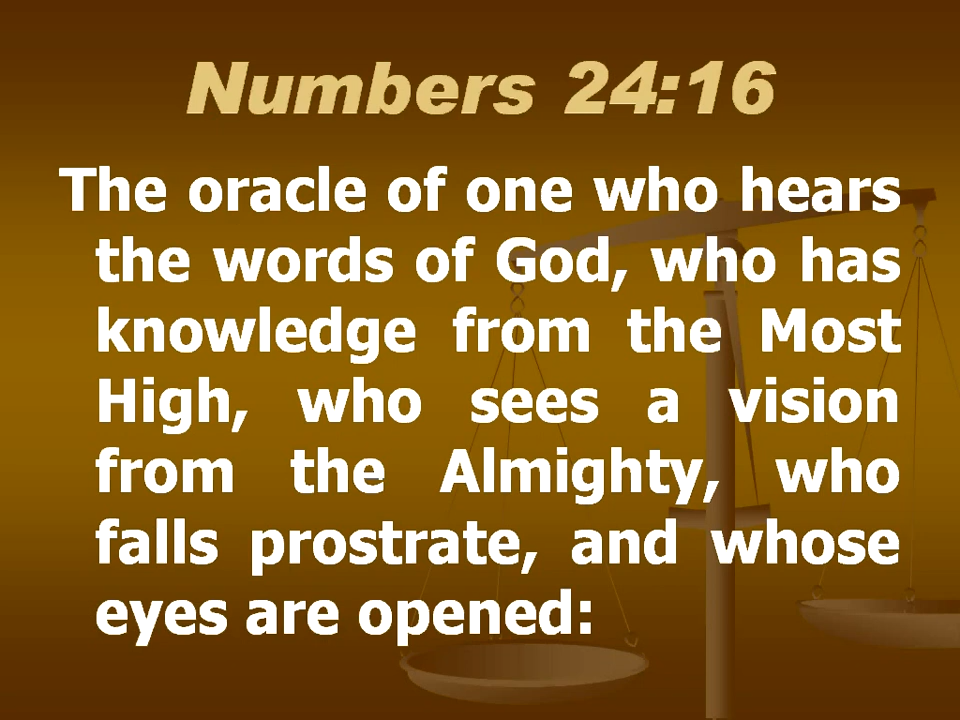 Numbers 24:16
The oracle of one who hears
the words of God, who has
knowledge from the Most
High, who sees a vision
from the Almighty, who
falls prostrate, and whose
eyes are opened: